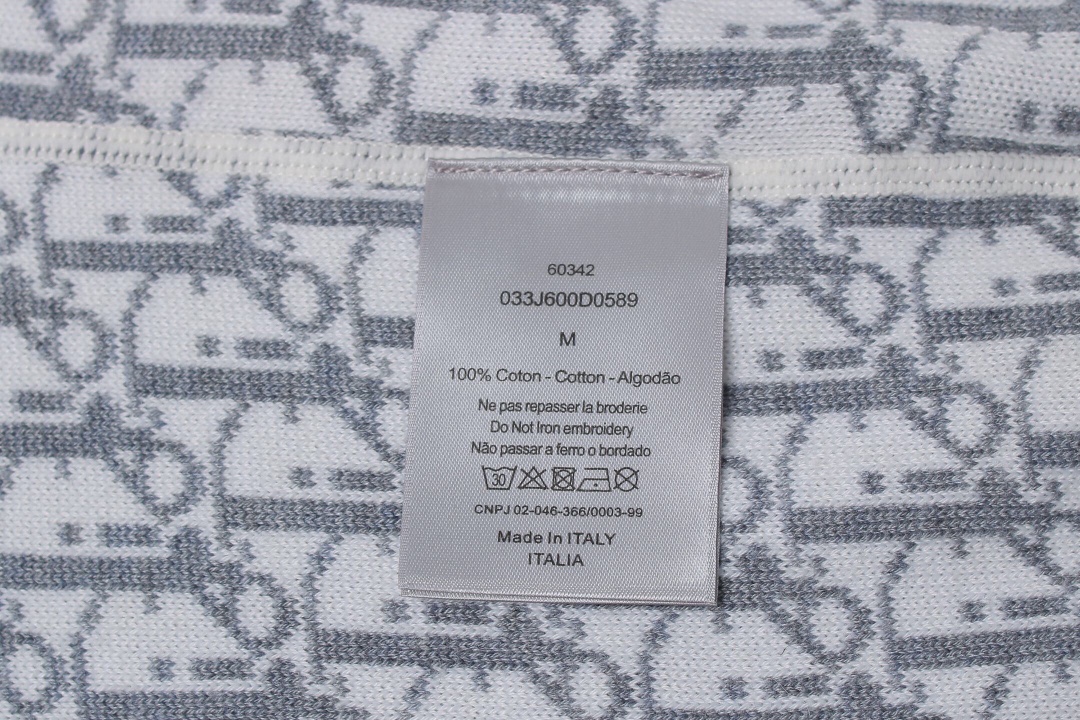 60342
033J600D0589
M
100% Coton - Cotton - Algodão
Ne pas repasser la broderie
Do Not Iron embroidery
Não passar a ferro o bordado
30
CNPJ 02-046-366/0003-99
Made In ITALY
ITALIA